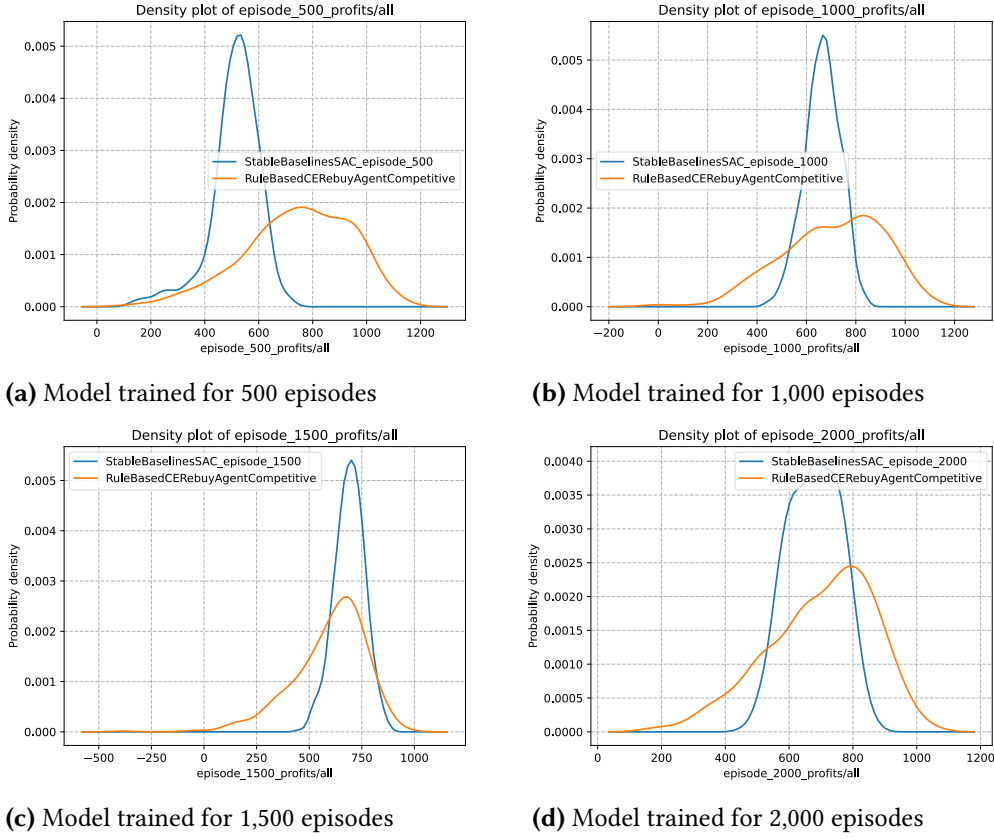 Density plot of episode_500_profits/all
0.005
0.004
0.003
0.002
0.001
0.000
Probability density
StableBaselinesSAC_episode_500
RuleBasedCERebuyAgentCompetitive
0 200 400 600 800 1000 1200
episode_500_profits/all
(a) Model trained for 500 episodes
Density plot of episode_1000_profits/all
0.005
0.004
0.003
0.002
0.001
0.000
Probability density
StableBaselinesSAC_episode_1000
RuleBasedCERebuyAgentCompetitive
−200 0 200 400 600 800 1000 1200
episode_1000_profits/all
(b) Model trained for 1,000 episodes
Density plot of episode_1500_profits/all
0.005
0.004
0.003
0.002
0.001
0.000
Probability density
StableBaselinesSAC_episode_1500
RuleBasedCERebuyAgentCompetitive
−500 −250 0 250 500 750 1000
episode_1500_profits/all
(c) Model trained for 1,500 episodes
Density plot of episode_2000_profits/all
0.0040
0.0035
0.0030
0.0025
0.0020
0.0015
0.0010
0.0005
0.0000
Probability density
StableBaselinesSAC_episode_2000
RuleBasedCERebuyAgentCompetitive
0 200 400 600 800 1000 1200
episode_2000_profits/all
(d) Model trained for 2,000 episodes